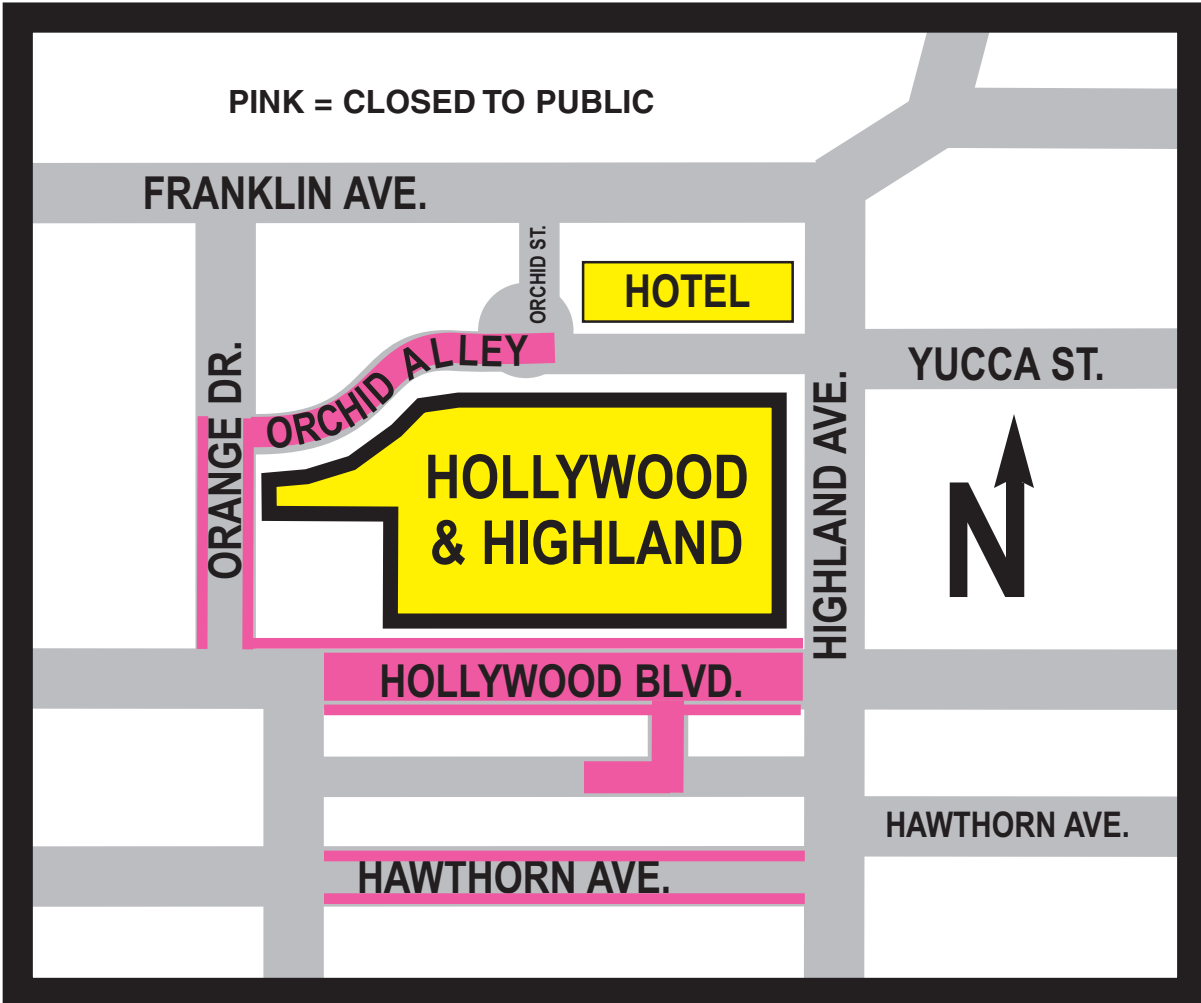 PINK = CLOSED TO PUBLIC
FRANKLIN AVE.
ORCHID ST.
HOTEL
ORCHID ALLEY
YUCCA ST.
ORANGE DR.
HOLLYWOOD
& HIGHLAND
HIGHLAND AVE.
N
HOLLYWOOD BLVD.
HAWTHORN AVE.
HAWTHORN AVE.